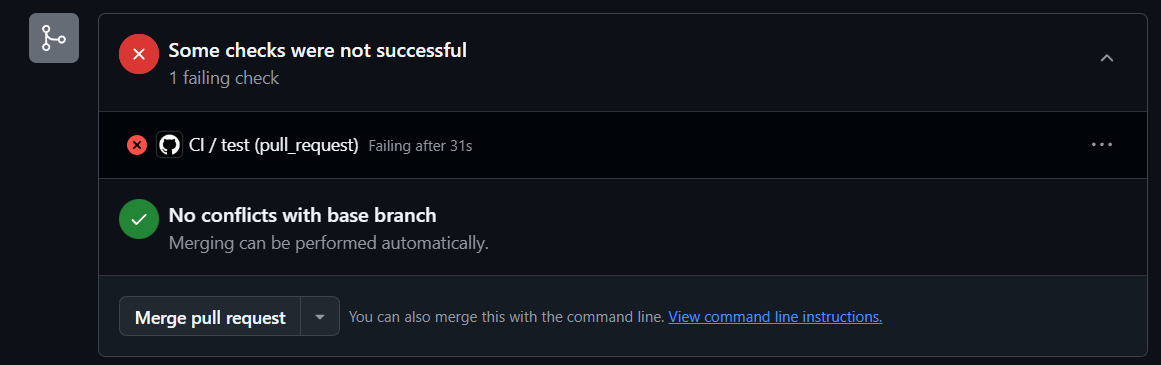 Some checks were not successful
1 failing check
CI / test (pull_request) Failing after 31s
No conflicts with base branch
Merging can be performed automatically.
Merge pull request You can also merge this with the command line. View command line instructions.